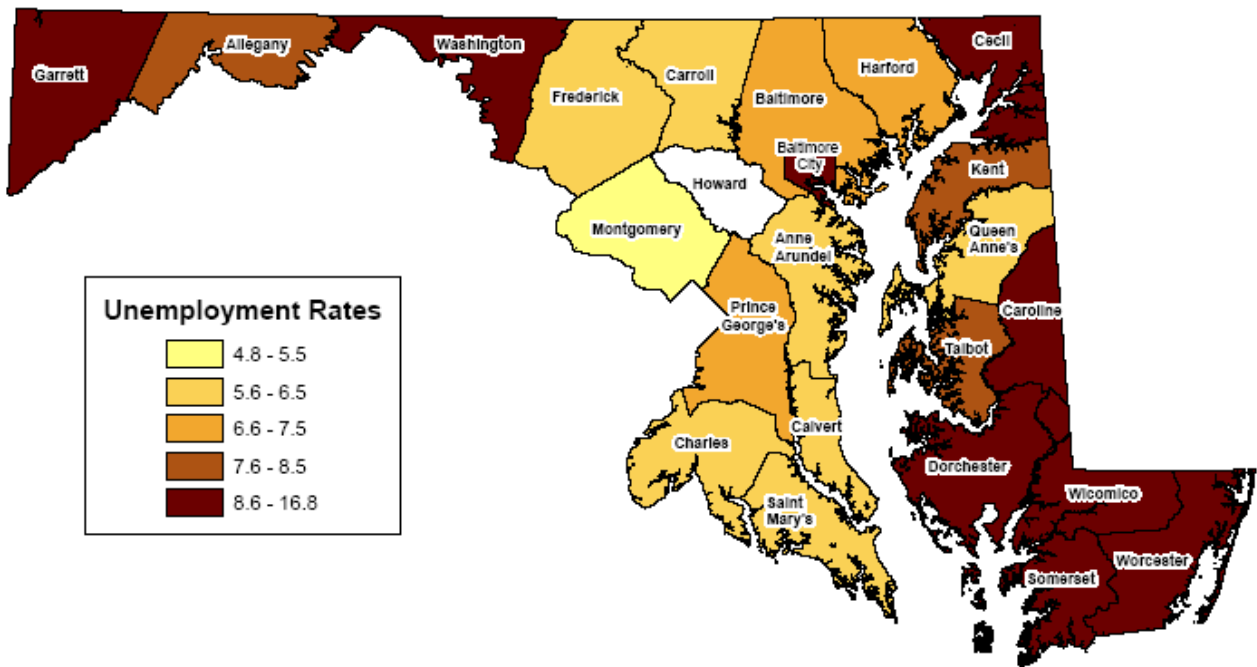 Garrett
Allegany
Washington
Frederick
Carroll
Baltimore
Harford
Cecil
Baltimore
City
Howard
Kent
Montgomery
Anne
Arundel
Queen
Anne's
Prince
George's
Caroline
Talbot
Charles
Calvert
Saint
Mary's
Dorchester
Wicomico
Worcester
Somerset
Unemployment Rates
4.8 - 5.5
5.6 - 6.5
6.6 - 7.5
7.6 - 8.5
8.6 - 16.8